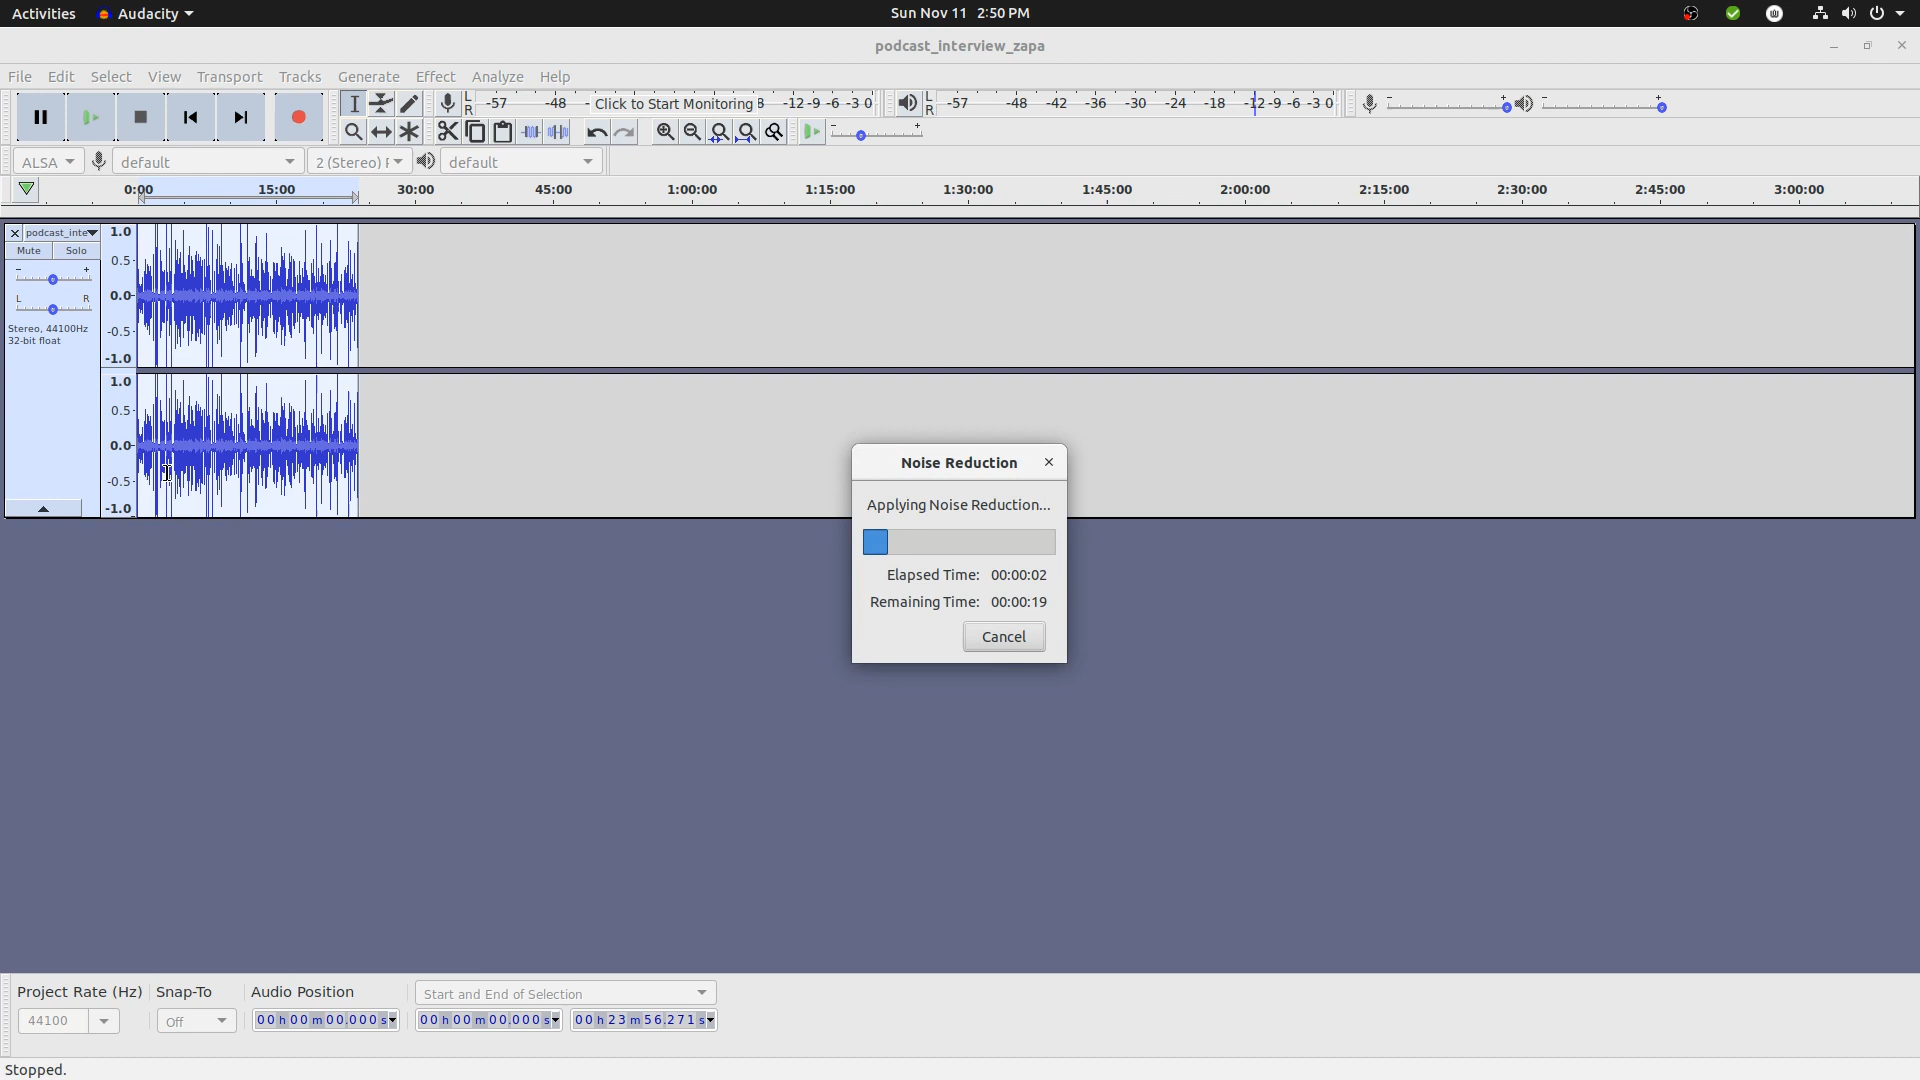 Activities Audacity Sun Nov 11 2:50 PM
podcast_interview_zapa
File Edit Select View Transport Tracks Generate Effect Analyze Help
L R -57 -48 - Click to Start Monitoring 8 -12 -9 -6 -3 0 L R -57 -48 -42 -36 -30 -24 -18 -12 -9 -6 -3 0
ALSA default 2 (Stereo) default
0:00 15:00 30:00 45:00 1:00:00 1:15:00 1:30:00 1:45:00 2:00:00 2:15:00 2:30:00 2:45:00 3:00:00
podcast_inte
Mute Solo
- +
L R
Stereo, 44100Hz
32-bit float
1.0
0.5
0.0
-0.5
-1.0
1.0
0.5
0.0
-0.5
-1.0
Noise Reduction
Applying Noise Reduction...
Elapsed Time: 00:00:02
Remaining Time: 00:00:19
Cancel
Project Rate (Hz) Snap-To Audio Position Start and End of Selection
44100 Off 00 h 00 m 00.000 s 00 h 00 m 00.000 s 00 h 23 m 56.271 s
Stopped.